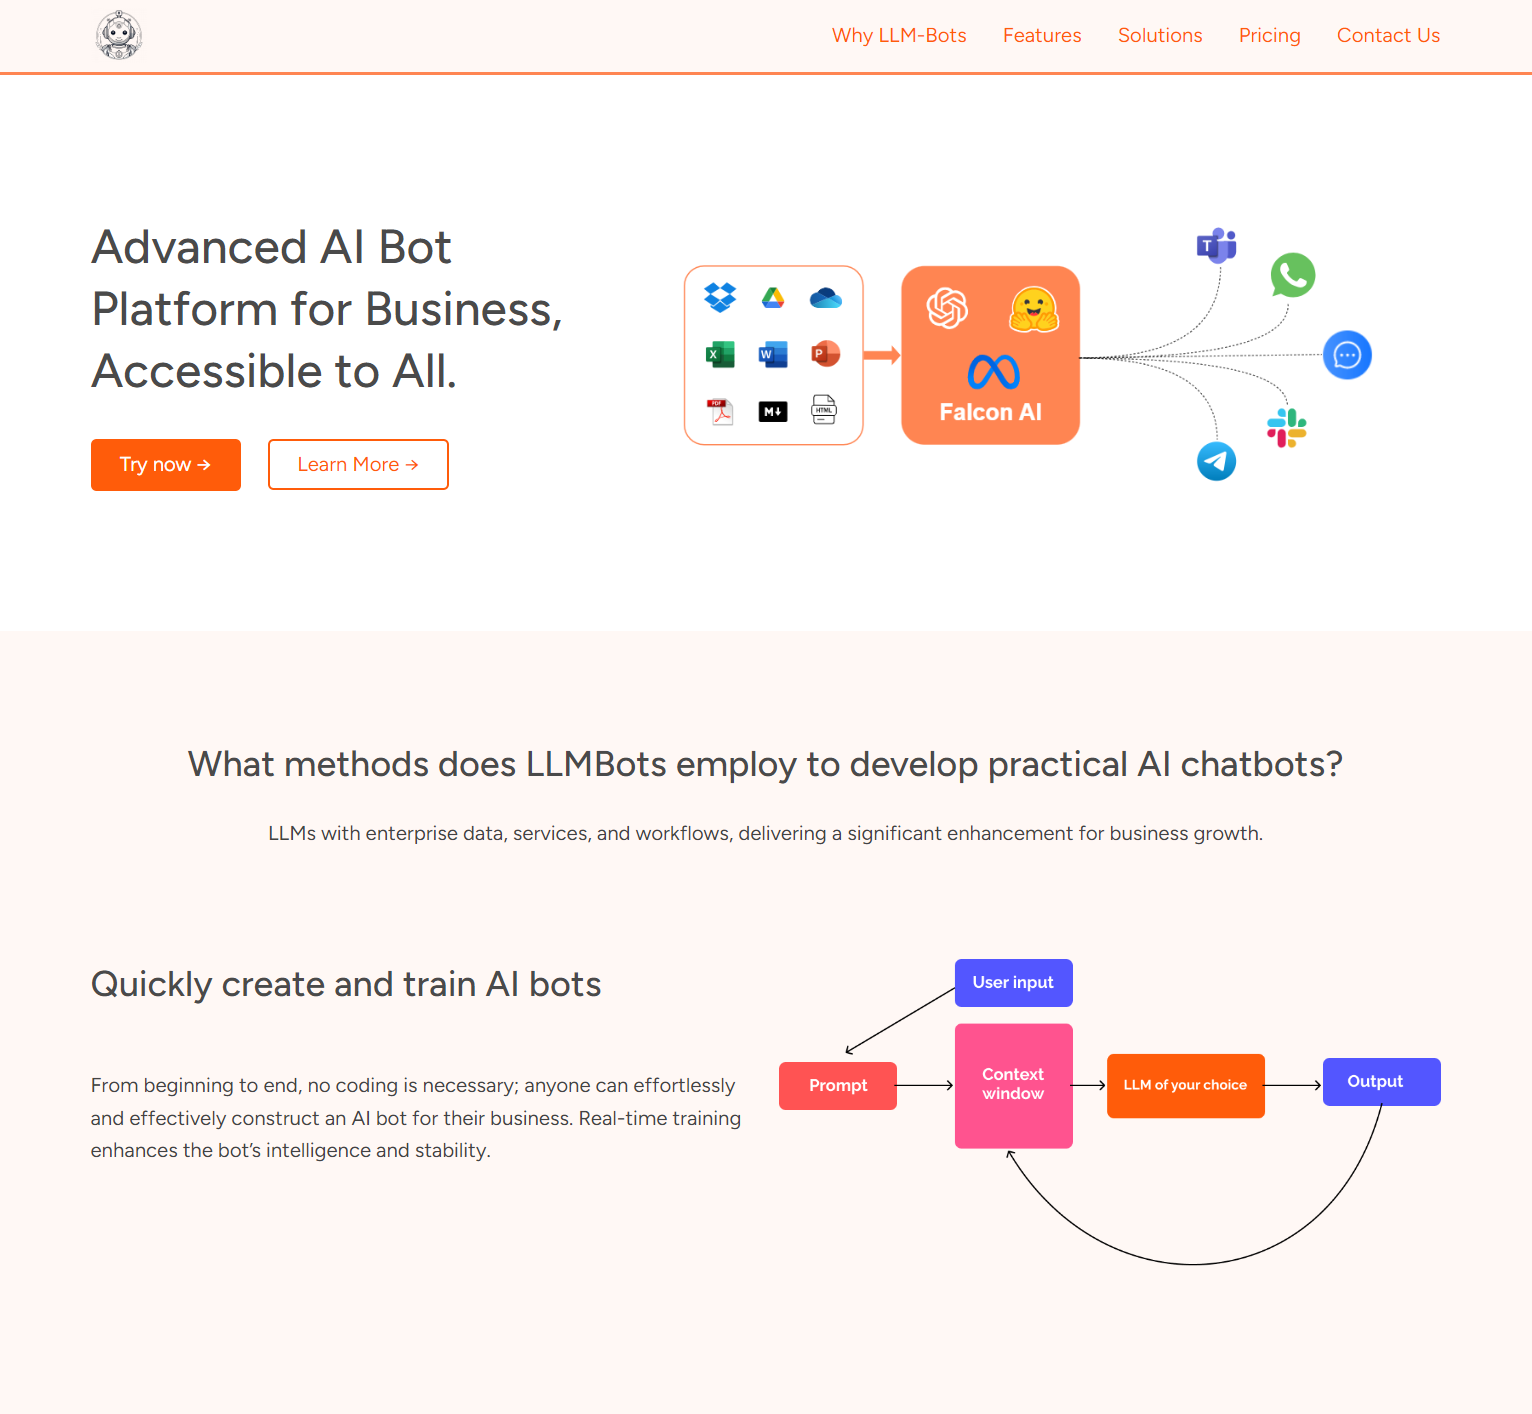 Why LLM-Bots
Features
Solutions
Pricing
Contact Us
Advanced AI Bot
Platform for Business,
Accessible to All.
Try now →
Learn More →
X
W
P
PDF
M↓
HTML
Falcon AI
T
What methods does LLMBots employ to develop practical AI chatbots?
LLMs with enterprise data, services, and workflows, delivering a significant enhancement for business growth.
Quickly create and train AI bots
From beginning to end, no coding is necessary; anyone can effortlessly
and effectively construct an AI bot for their business. Real-time training
enhances the bot’s intelligence and stability.
User input
Prompt
Context
window
LLM of your choice
Output